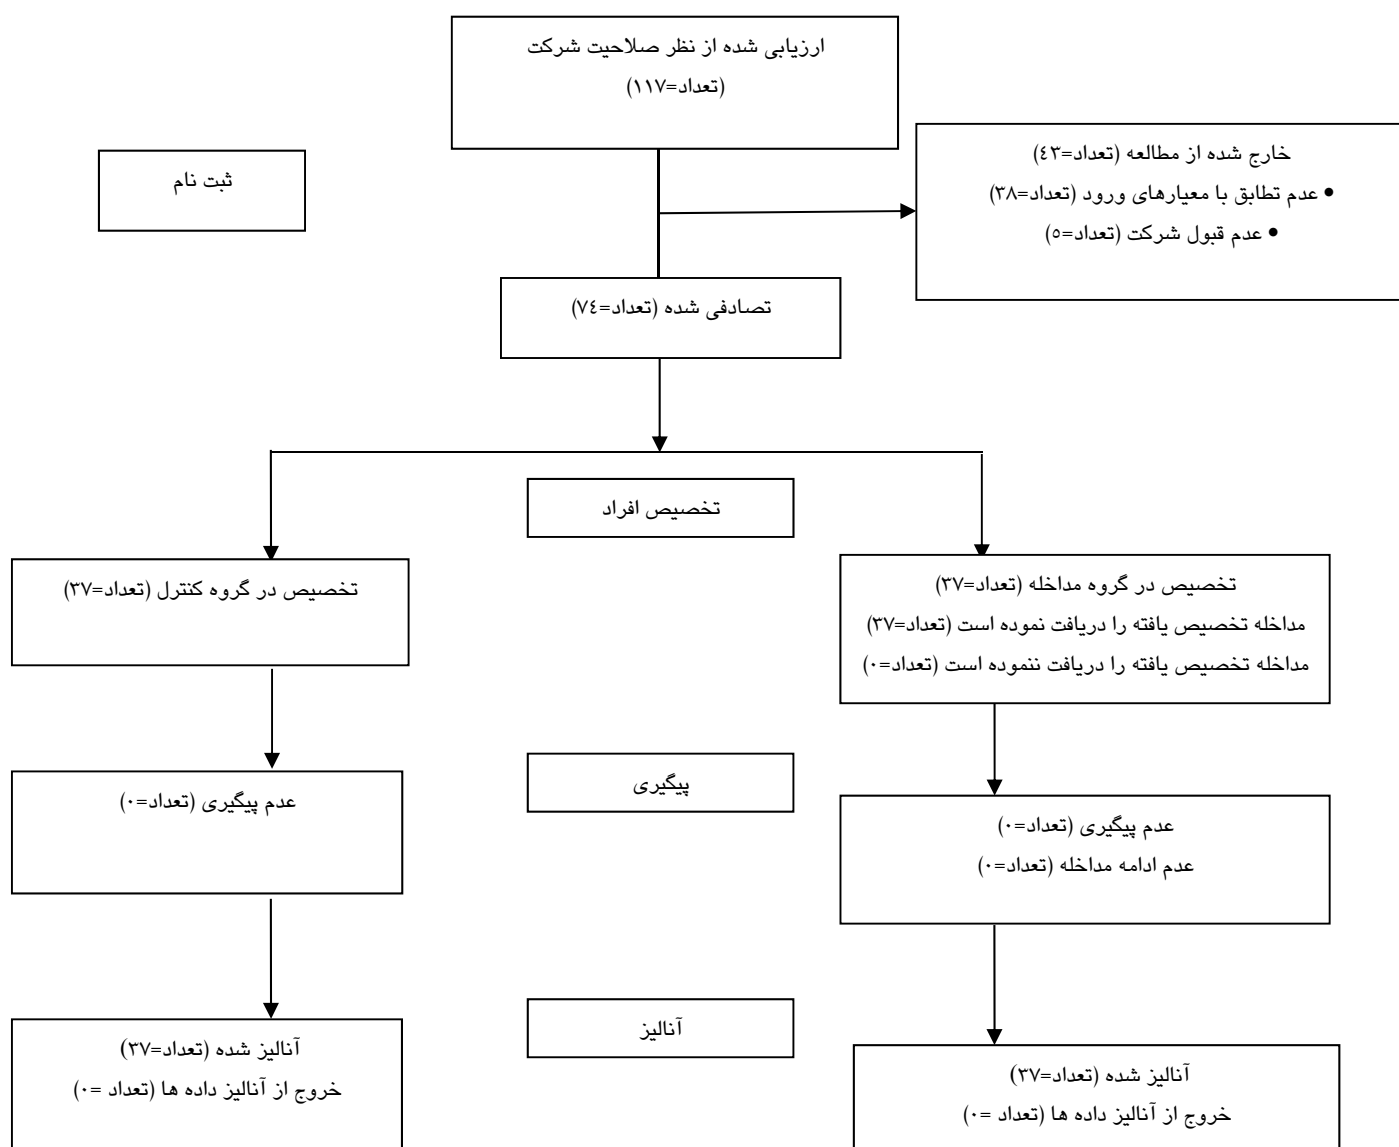 ارزیابی شده از نظر صلاحیت شرکت
(تعداد=۱۱۷)
خارج شده از مطالعه (تعداد=٤۳)
• عدم تطابق با معیارهای ورود (تعداد=۳۸)
• عدم قبول شرکت (تعداد=٥)
ثبت نام
تصادفی شده (تعداد=۷٤)
تخصیص افراد
تخصیص در گروه مداخله (تعداد=۳۷)
مداخله تخصیص یافته را دریافت نموده است (تعداد=۳۷)
مداخله تخصیص یافته را دریافت ننموده است (تعداد=۰)
تخصیص در گروه کنترل (تعداد=۳۷)
پیگیری
عدم پیگیری (تعداد=۰)
عدم ادامه مداخله (تعداد=۰)
عدم پیگیری (تعداد=۰)
آنالیز
آنالیز شده (تعداد=۳۷)
خروج از آنالیز داده ها (تعداد =۰)
آنالیز شده (تعداد=۳۷)
خروج از آنالیز داده ها (تعداد =۰)